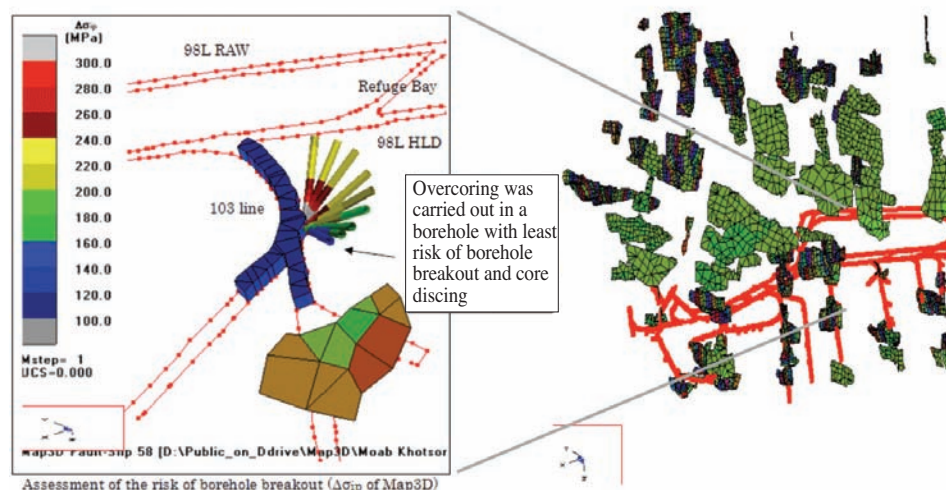 Δσıp
[MPa]
300.0
280.0
260.0
240.0
220.0
200.0
180.0
160.0
140.0
120.0
100.0
98L RAW
Refuge Bay
98L HLD
103 line
Overcoring was
carried out in a
borehole with least
risk of borehole
breakout and core
discing
Mstep= 1
UCS=0.000
Map3D Fault-Slip 58 [D:\Public_on_Ddrive\Map3D\Moab Khotson
Assessment of the risk of borehole breakout (Δσıp of Map3D)